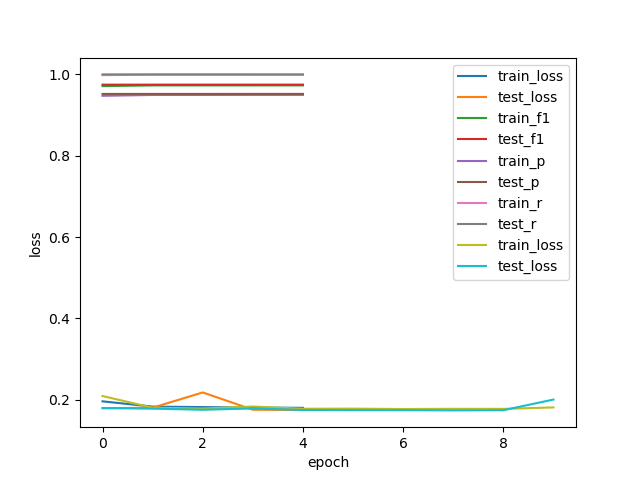 1.0
0.8
0.6
0.4
0.2
loss
0
2
4
6
8
epoch
train_loss
test_loss
train_f1
test_f1
train_p
test_p
train_r
test_r
train_loss
test_loss